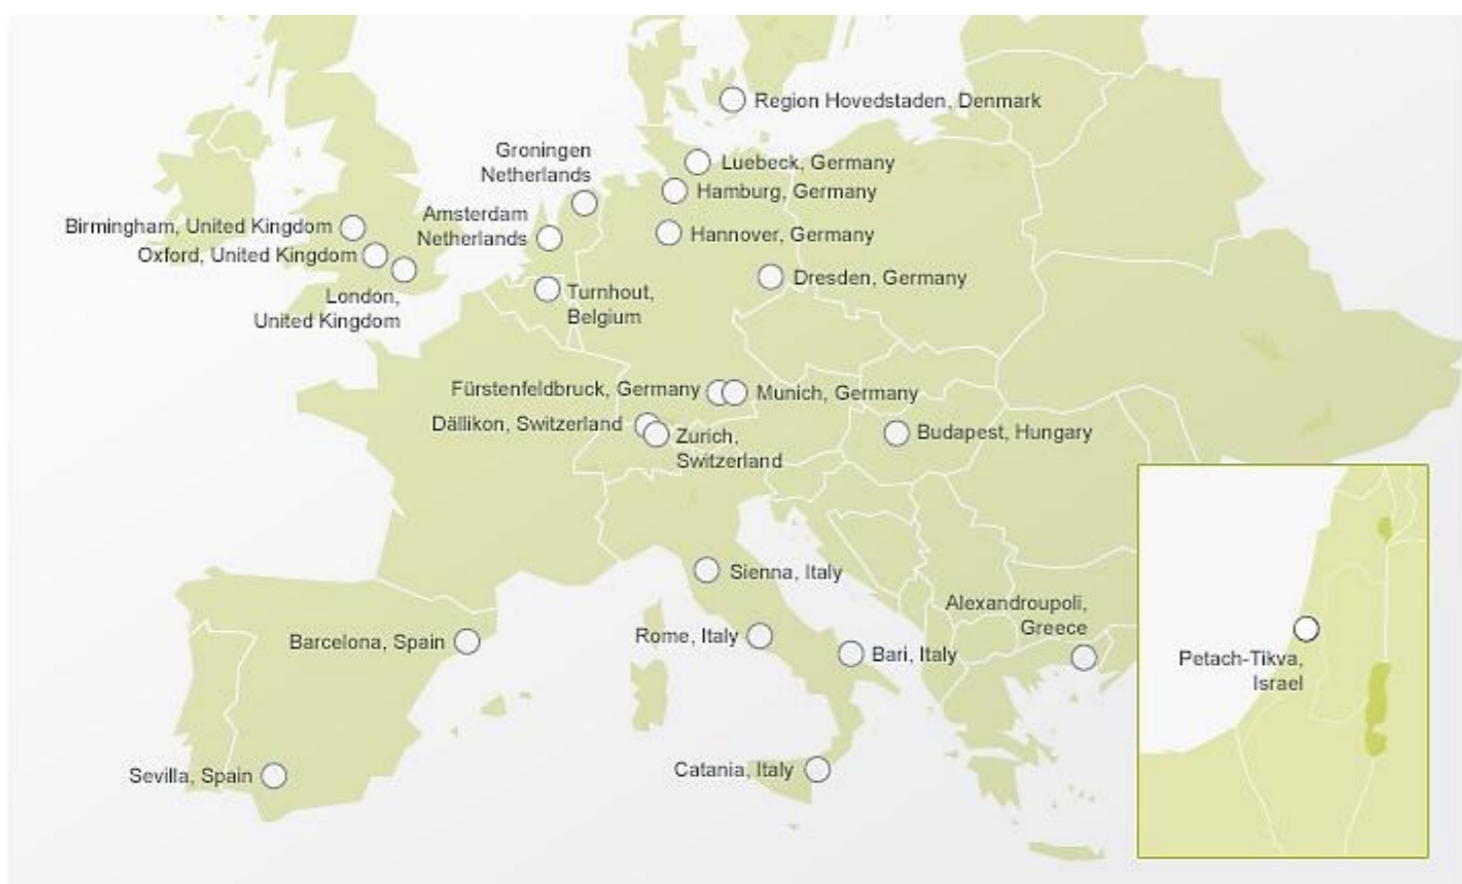 Region Hovedstaden, Denmark
Groningen
Netherlands
Luebeck, Germany
Hamburg, Germany
Amsterdam
Netherlands
Birmingham, United Kingdom
Hannover, Germany
Oxford, United Kingdom
Dresden, Germany
London,
United Kingdom
Turnhout,
Belgium
Fürstenfeldbruck, Germany
Munich, Germany
Dällikon, Switzerland
Zurich,
Switzerland
Budapest, Hungary
Sienna, Italy
Alexandroupoli,
Greece
Barcelona, Spain
Rome, Italy
Bari, Italy
Petach-Tikva,
Israel
Sevilla, Spain
Catania, Italy